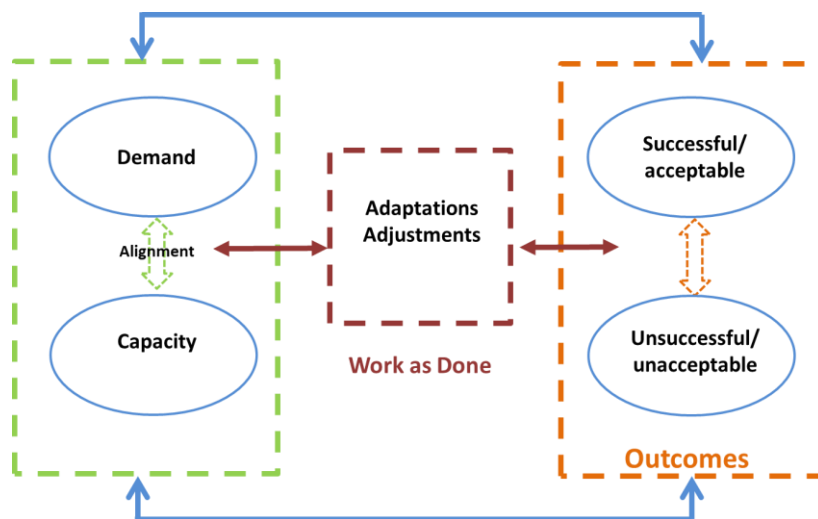 Demand
Alignment
Capacity
Adaptations
Adjustments
Work as Done
Successful/
acceptable
Unsuccessful/
unacceptable
Outcomes